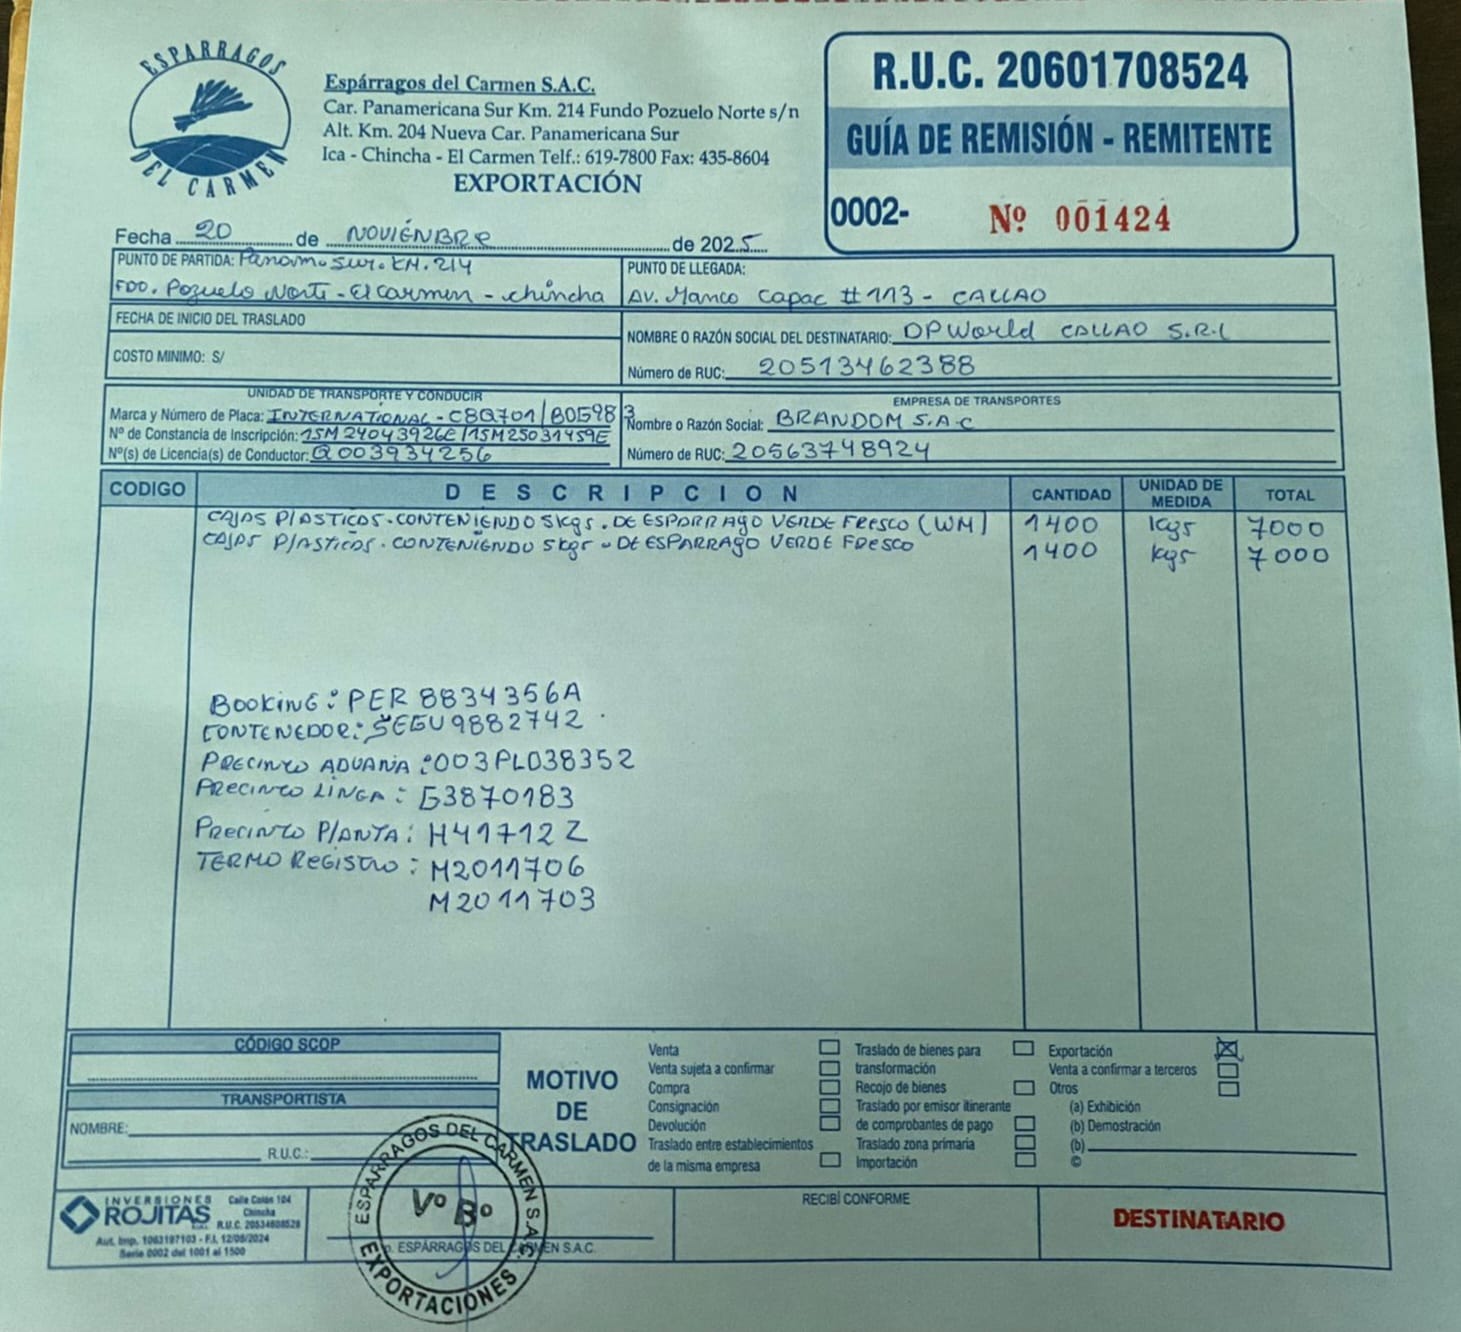 ESPARRAGOS
DEL CARMEN
Espárragos del Carmen S.A.C.
Car. Panamericana Sur Km. 214 Fundo Pozuelo Norte s/n
Alt. Km. 204 Nueva Car. Panamericana Sur
Ica - Chincha - El Carmen Telf.: 619-7800 Fax: 435-8604
EXPORTACIÓN
R.U.C. 20601708524
GUÍA DE REMISIÓN - REMITENTE
0002- Nº 001424
Fecha 20 de NOVIÉNBRE de 2025
PUNTO DE PARTIDA: Panam. Sur. KM. 214
FDO. Pozuelo Norte - El Carmen - chincha
PUNTO DE LLEGADA:
AV. Manco Capac # 113 - CALLAO
FECHA DE INICIO DEL TRASLADO
COSTO MINIMO: S/
NOMBRE O RAZÓN SOCIAL DEL DESTINATARIO: DP World CALLAO S.R.L
Número de RUC: 20513462388
UNIDAD DE TRANSPORTE Y CONDUCIR
Marca y Número de Placa: INTERNATIONAL - C8Q701 / B0G983
Nº de Constancia de Inscripción: 15M24043926E / 15M25031459E
Nº(s) de Licencia(s) de Conductor: Q003934256
EMPRESA DE TRANSPORTES
Nombre o Razón Social: BRANDOM S.A.C
Número de RUC: 20563748924
CODIGO DESCRIPCION CANTIDAD UNIDAD DE MEDIDA TOTAL
CAJAS PlASTICOS. CONTENIENDO 5kgs. DE ESPARRAGO VERDE FRESCO (WM) 1400 kgs 7000
CAJAS PlASTICOS. CONTENIENDO 5kgs - DE ESPARRAGO VERDE FRESCO 1400 kgs 7000
BOOKING: PER 8834356A
CONTENEDOR: SEGU9882742
PRECINTO ADUANA: 003PL038352
PRECINTO LINEA: G3870183
PRECINTO PlANTA: H41712Z
TERMO REGISTRO: M2011706
M2011703
CÓDIGO SCOP
TRANSPORTISTA
NOMBRE:
R.U.C.:
MOTIVO
DE
TRASLADO
Venta
Venta sujeta a confirmar
Compra
Consignación
Devolución
Traslado entre establecimientos
de la misma empresa
Traslado de bienes para
transformación
Recojo de bienes
Traslado por emisor itinerante
de comprobantes de pago
Traslado zona primaria
Importación
Exportación X
Venta a confirmar a terceros
Otros
(a) Exhibición
(b) Demostración
(b)
©
INVERSIONES
ROJITAS
Calle Colón 104
Chincha
R.U.C. 20534808528
Aut. Imp. 1063197103 - F.I. 12/08/2024
Serie 0002 del 1001 al 1500
ESPARRAGOS DEL CARMEN S.A.C.
Vº Bº
EXPORTACIONES
p. ESPÁRRAGOS DEL CARMEN S.A.C.
RECIBÍ CONFORME
DESTINATARIO